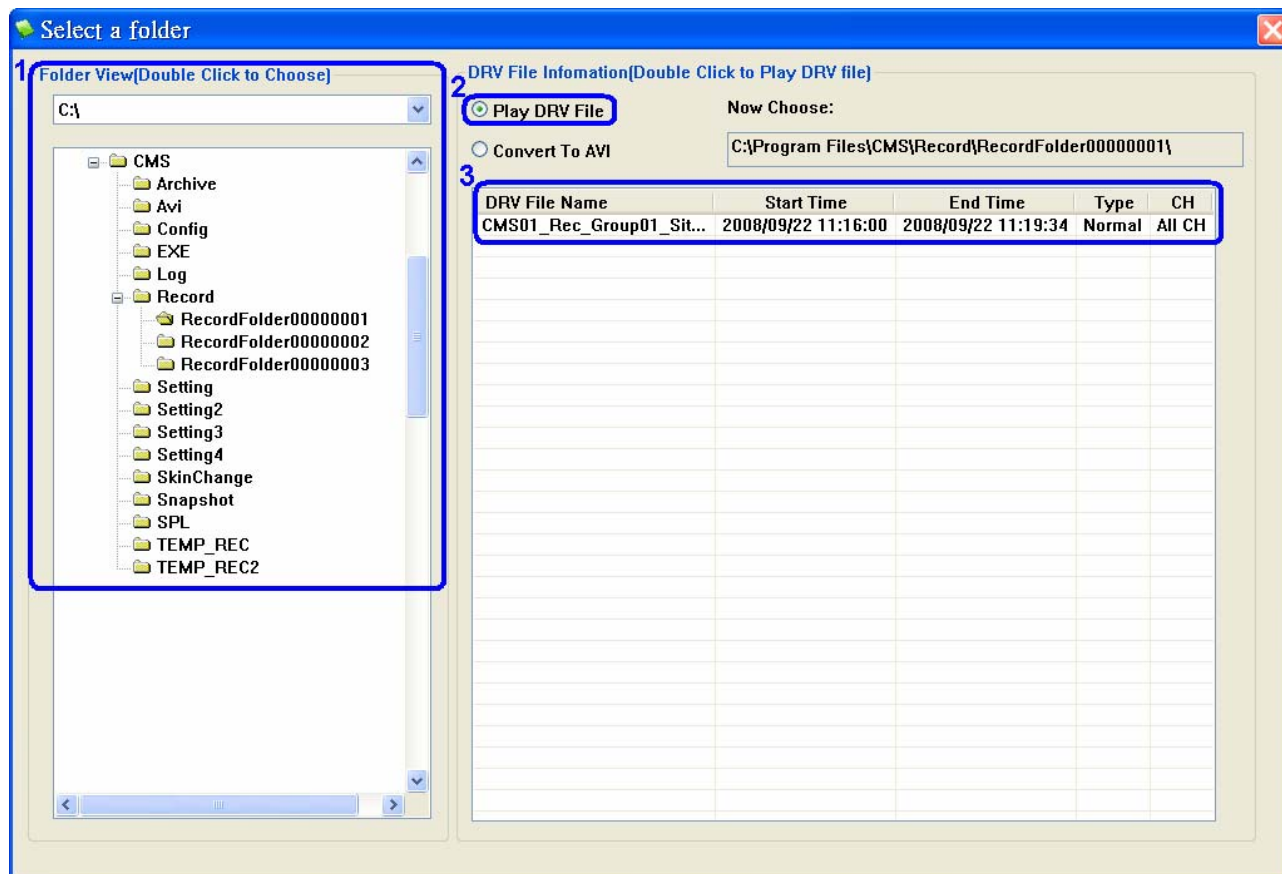 Select a folder
1
Folder View(Double Click to Choose)
C:\
CMS
Archive
Avi
Config
EXE
Log
Record
RecordFolder00000001
RecordFolder00000002
RecordFolder00000003
Setting
Setting2
Setting3
Setting4
SkinChange
Snapshot
SPL
TEMP_REC
TEMP_REC2
DRV File Infomation(Double Click to Play DRV file)
2
Play DRV File
Now Choose:
Convert To AVI
C:\Program Files\CMS\Record\RecordFolder00000001\
3
DRV File Name Start Time End Time Type CH
CMS01_Rec_Group01_Sit... 2008/09/22 11:16:00 2008/09/22 11:19:34 Normal All CH